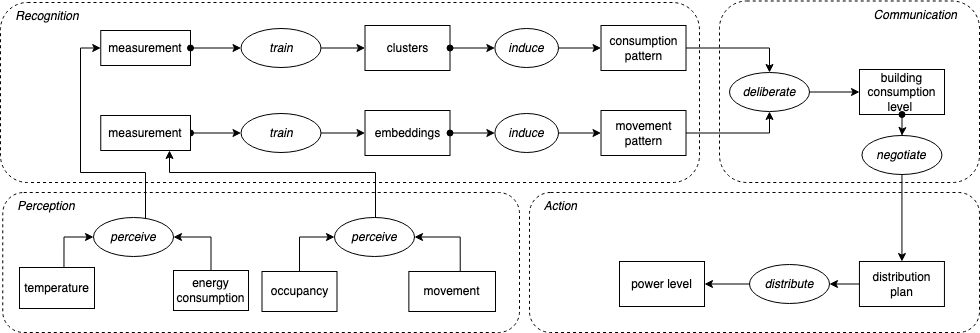 Recognition
Communication
measurement
train
clusters
induce
consumption
pattern
deliberate
building
consumption
level
measurement
train
embeddings
induce
movement
pattern
negotiate
Perception
Action
perceive
perceive
temperature
energy
consumption
occupancy
movement
power level
distribute
distribution
plan